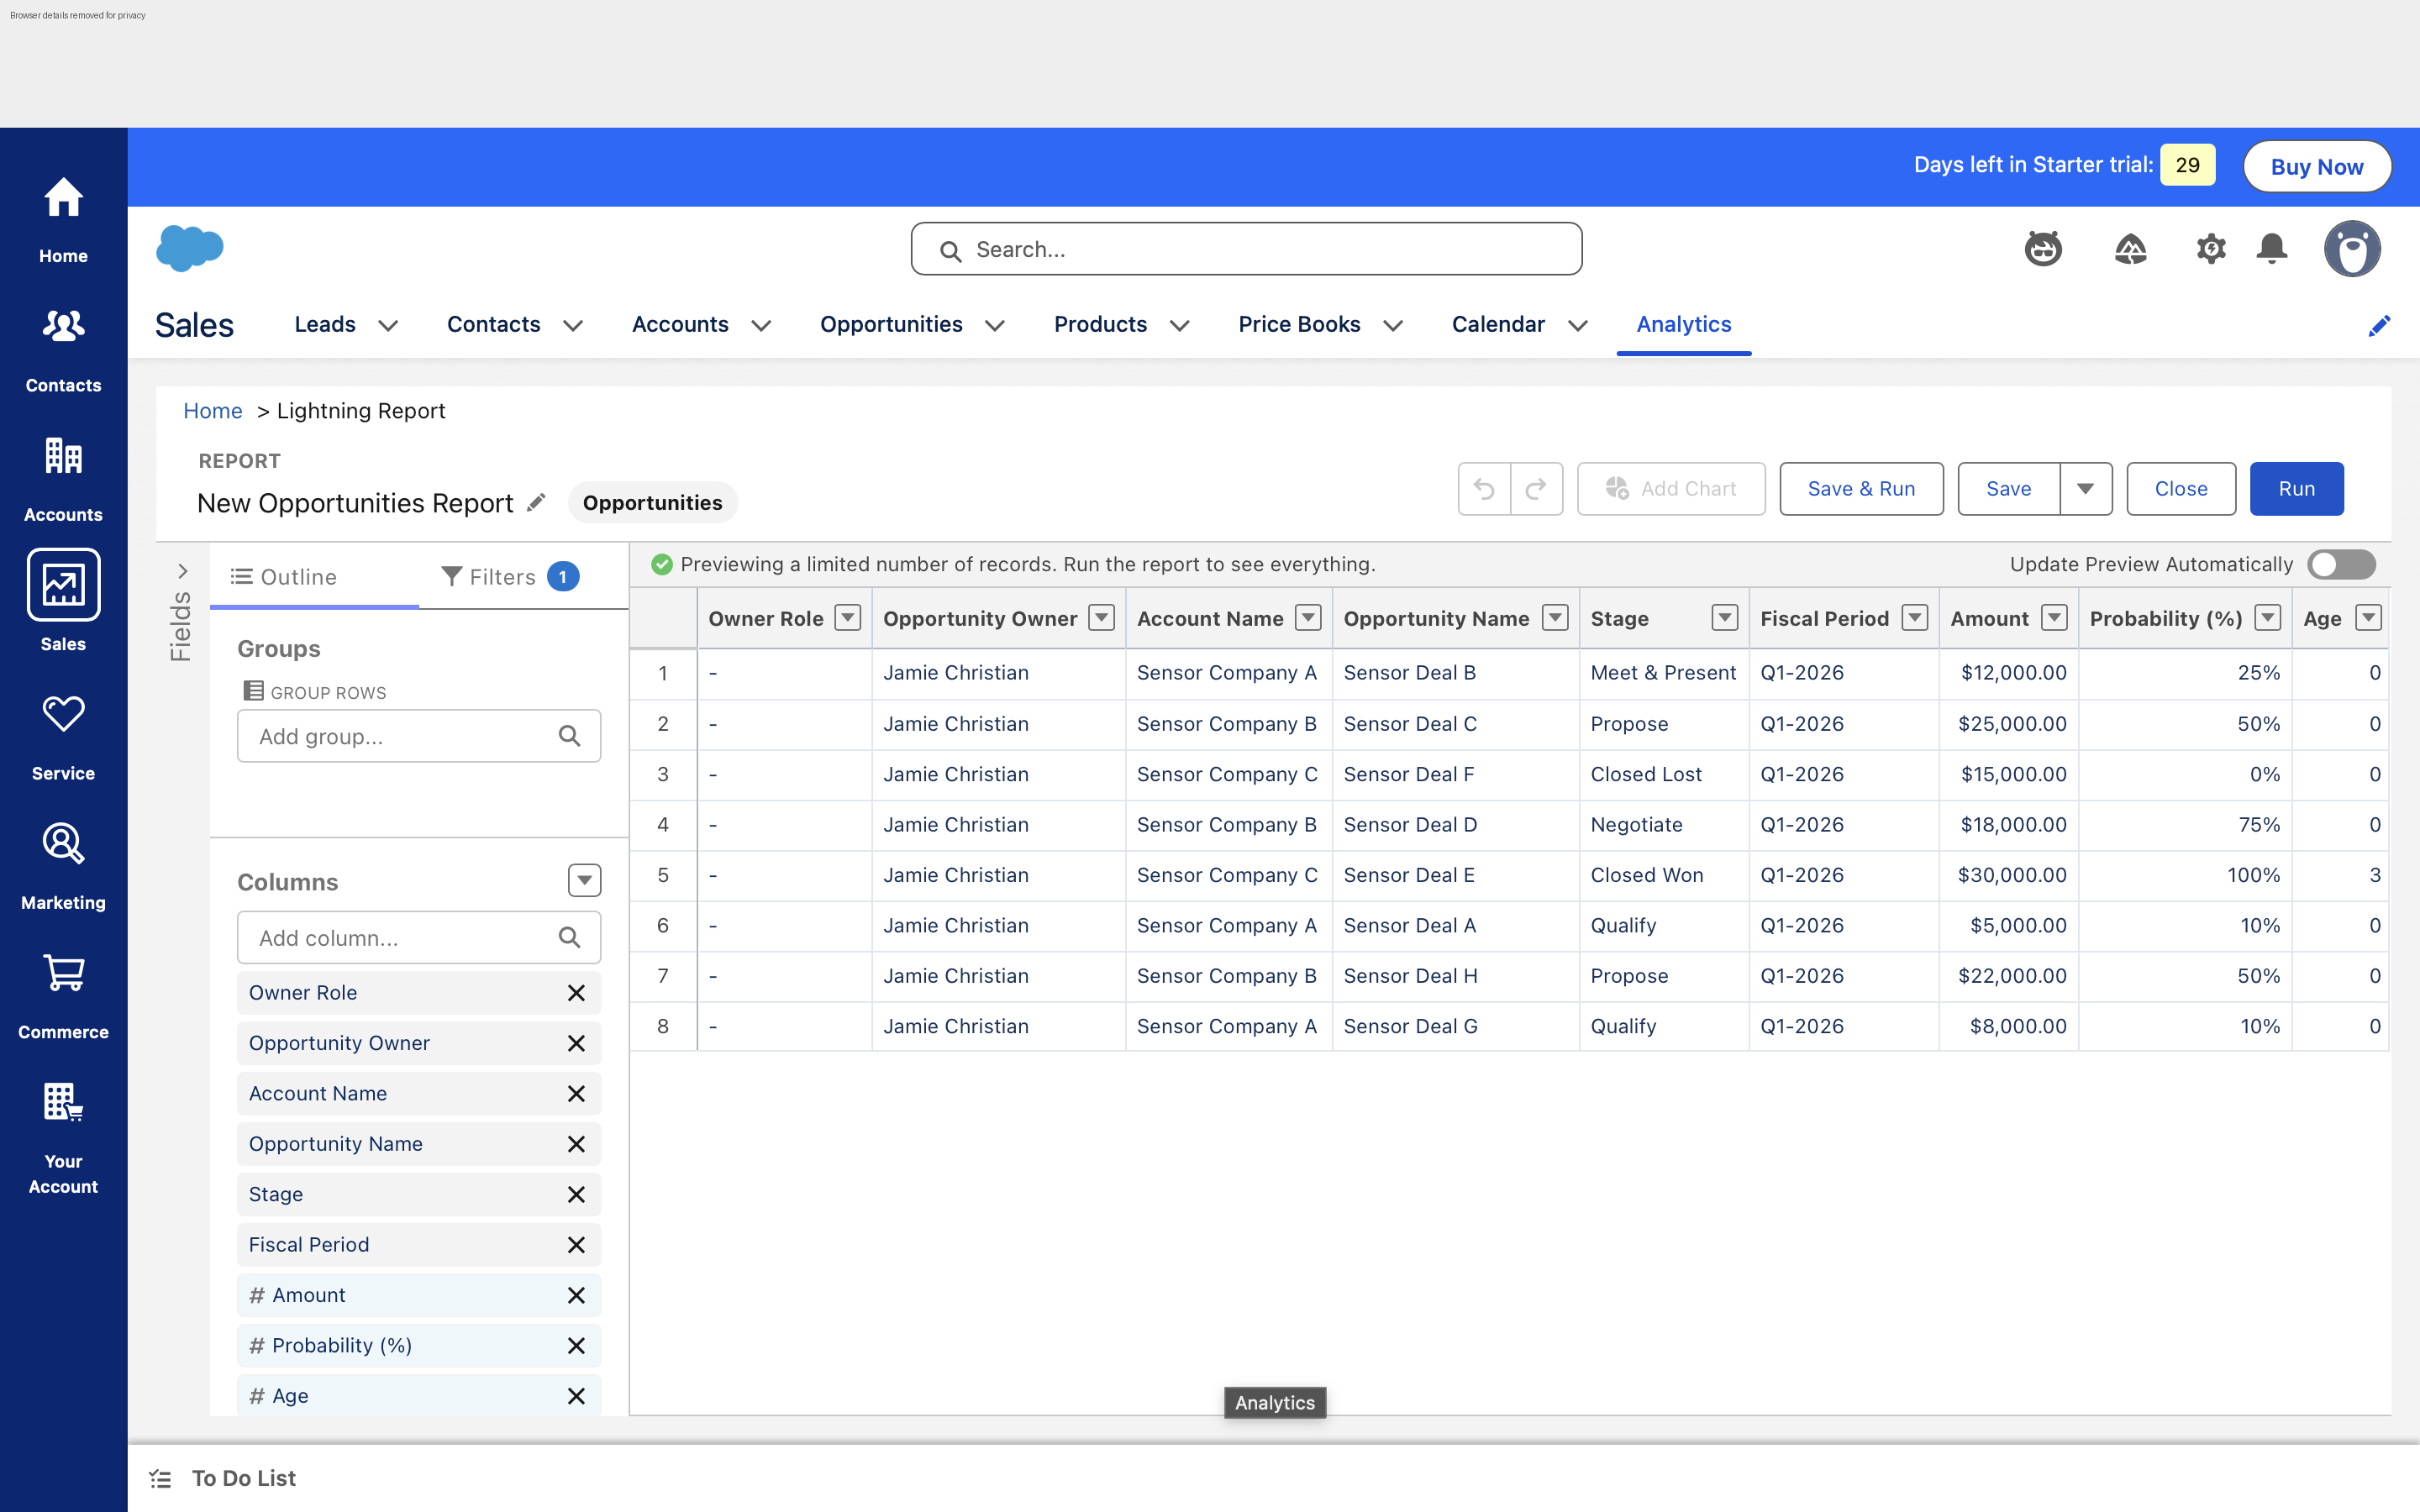 Browser details removed for privacy
Days left in Starter trial: 29 Buy Now
Home
Contacts
Accounts
Sales
Service
Marketing
Commerce
Your
Account
Search...
Sales Leads Contacts Accounts Opportunities Products Price Books Calendar Analytics
Home > Lightning Report
REPORT
New Opportunities Report Opportunities
Add Chart Save & Run Save Close Run
Fields
Outline Filters 1
Groups
GROUP ROWS
Add group...
Columns
Add column...
Owner Role
Opportunity Owner
Account Name
Opportunity Name
Stage
Fiscal Period
# Amount
# Probability (%)
# Age
Previewing a limited number of records. Run the report to see everything. Update Preview Automatically
Owner Role Opportunity Owner Account Name Opportunity Name Stage Fiscal Period Amount Probability (%) Age
1 - Jamie Christian Sensor Company A Sensor Deal B Meet & Present Q1-2026 $12,000.00 25% 0
2 - Jamie Christian Sensor Company B Sensor Deal C Propose Q1-2026 $25,000.00 50% 0
3 - Jamie Christian Sensor Company C Sensor Deal F Closed Lost Q1-2026 $15,000.00 0% 0
4 - Jamie Christian Sensor Company B Sensor Deal D Negotiate Q1-2026 $18,000.00 75% 0
5 - Jamie Christian Sensor Company C Sensor Deal E Closed Won Q1-2026 $30,000.00 100% 3
6 - Jamie Christian Sensor Company A Sensor Deal A Qualify Q1-2026 $5,000.00 10% 0
7 - Jamie Christian Sensor Company B Sensor Deal H Propose Q1-2026 $22,000.00 50% 0
8 - Jamie Christian Sensor Company A Sensor Deal G Qualify Q1-2026 $8,000.00 10% 0
Analytics
To Do List